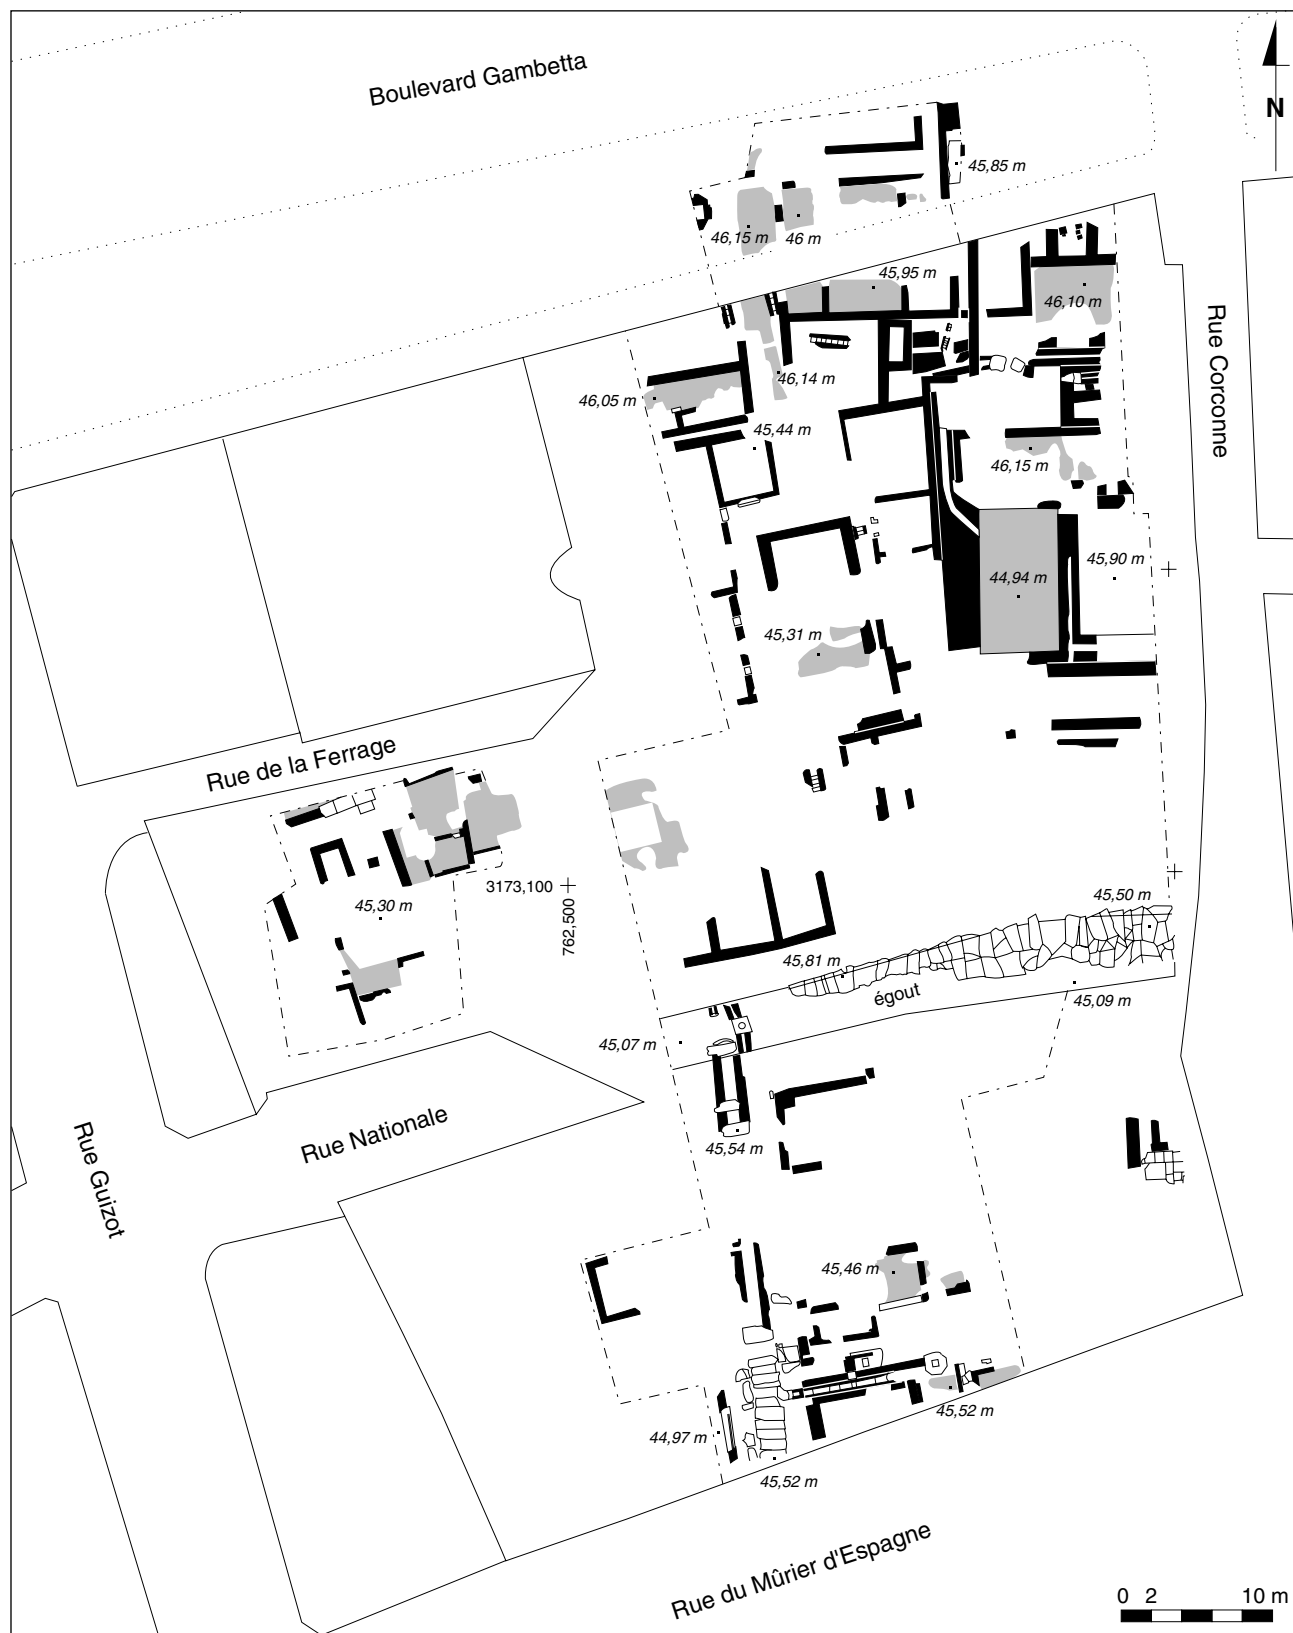 Boulevard Gambetta
N
45,85 m
46,15 m
46 m
45,95 m
46,10 m
Rue Corconne
46,14 m
46,05 m
45,44 m
46,15 m
45,90 m
44,94 m
45,31 m
Rue de la Ferrage
3173,100
762,500
45,30 m
45,50 m
45,81 m
égout
45,09 m
45,07 m
Rue Nationale
45,54 m
Rue Guizot
45,46 m
45,52 m
44,97 m
45,52 m
Rue du Mûrier d'Espagne
0 2 10 m